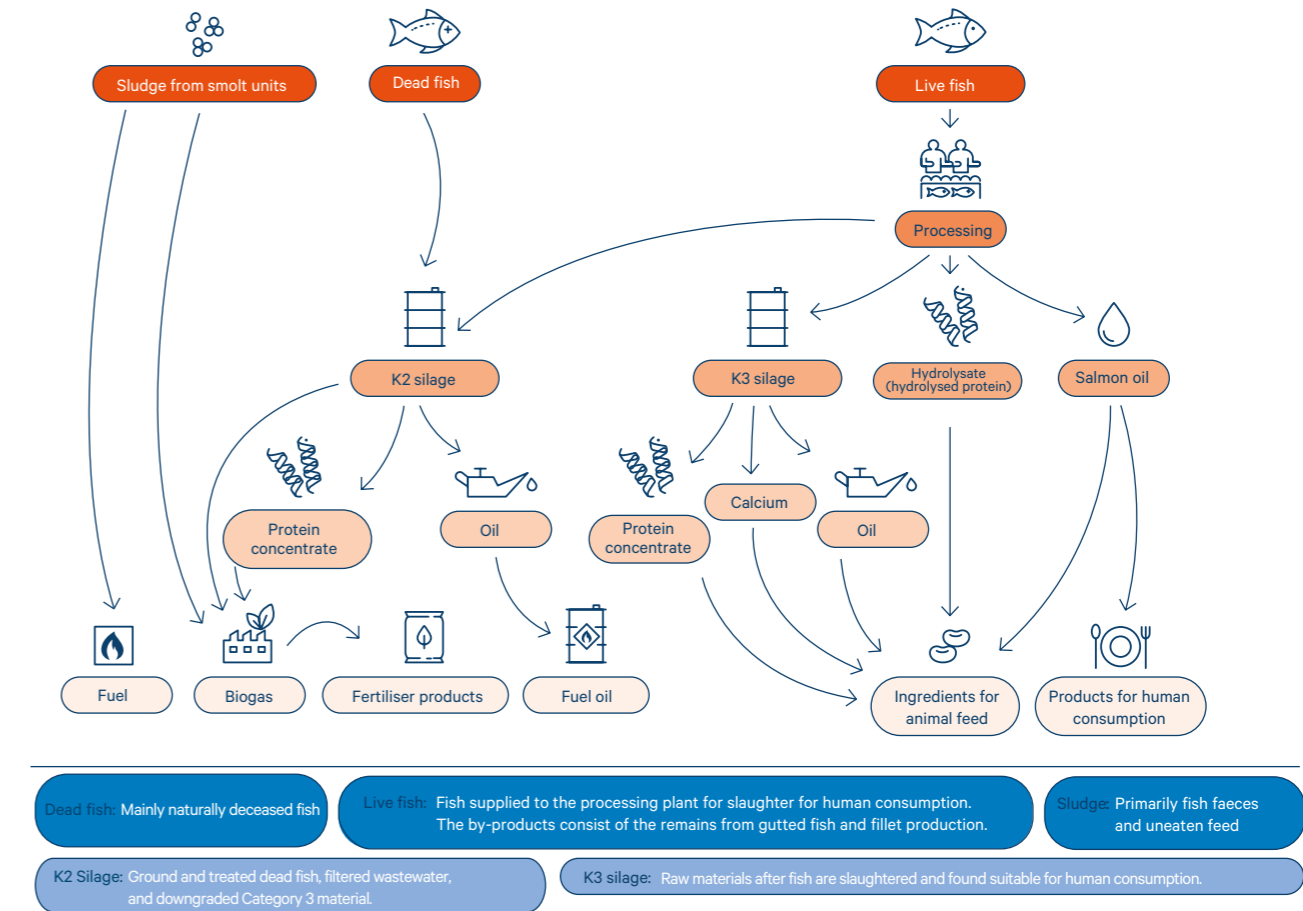 Sludge from smolt units
Dead fish
Live fish
Processing
K2 silage
K3 silage
Hydrolysate
(hydrolysed protein)
Salmon oil
Protein
concentrate
Oil
Protein
concentrate
Calcium
Oil
Fuel
Biogas
Fertiliser products
Fuel oil
Ingredients for
animal feed
Products for human
consumption
Dead fish: Mainly naturally deceased fish
Live fish: Fish supplied to the processing plant for slaughter for human consumption.
The by-products consist of the remains from gutted fish and fillet production.
Sludge: Primarily fish faeces
and uneaten feed
K2 Silage: Ground and treated dead fish, filtered wastewater,
and downgraded Category 3 material.
K3 silage: Raw materials after fish are slaughtered and found suitable for human consumption.